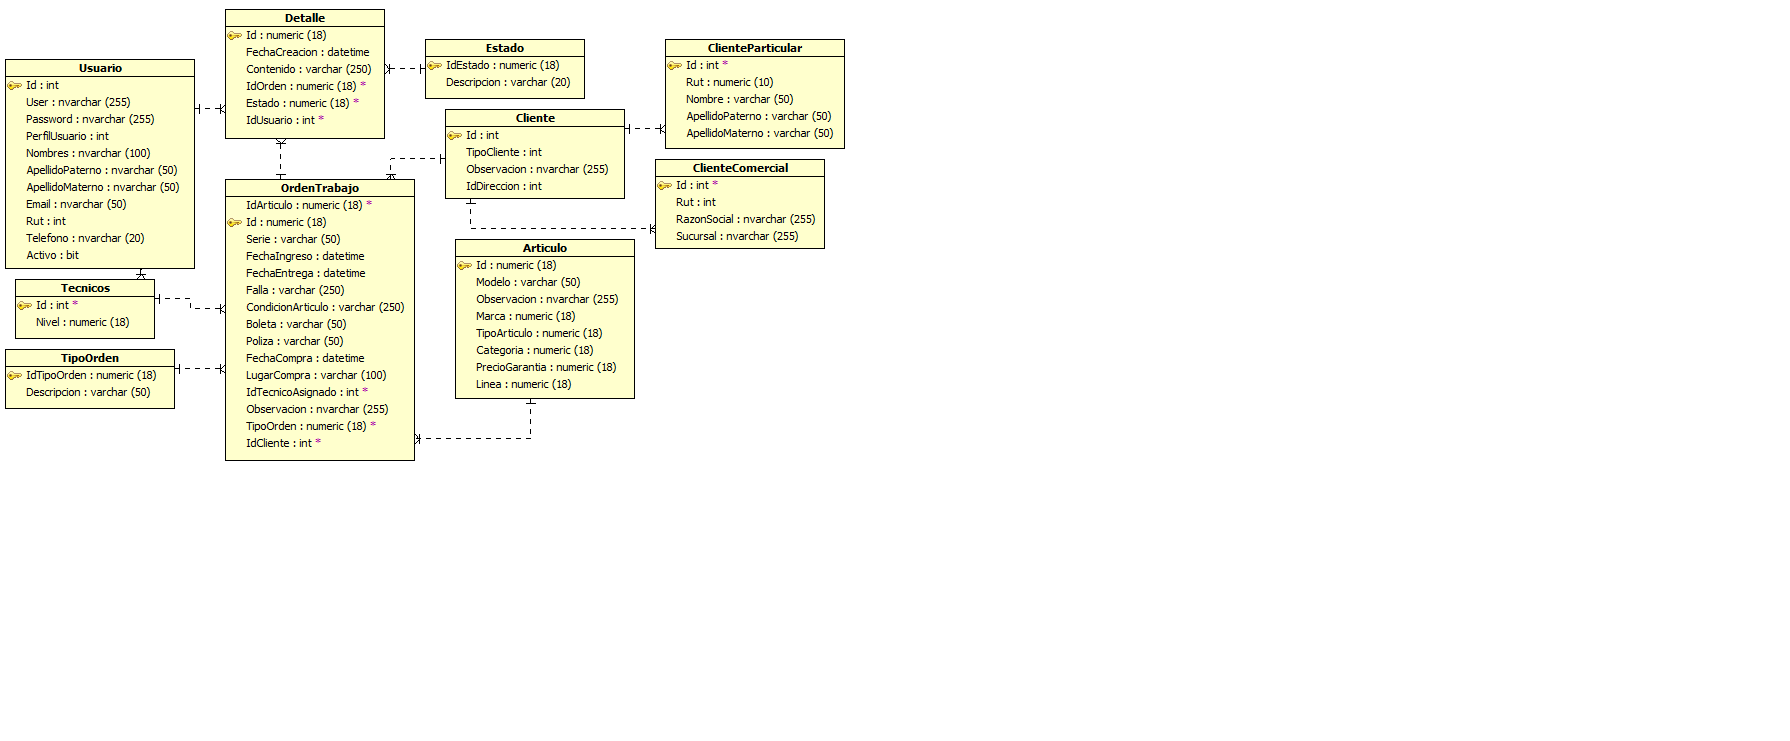 Detalle
Id : numeric (18)
FechaCreacion : datetime
Contenido : varchar (250)
IdOrden : numeric (18) *
Estado : numeric (18) *
IdUsuario : int *
Estado
IdEstado : numeric (18)
Descripcion : varchar (20)
ClienteParticular
Id : int *
Rut : numeric (10)
Nombre : varchar (50)
ApellidoPaterno : varchar (50)
ApellidoMaterno : varchar (50)
Usuario
Id : int
User : nvarchar (255)
Password : nvarchar (255)
PerfilUsuario : int
Nombres : nvarchar (100)
ApellidoPaterno : nvarchar (50)
ApellidoMaterno : nvarchar (50)
Email : nvarchar (50)
Rut : int
Telefono : nvarchar (20)
Activo : bit
Cliente
Id : int
TipoCliente : int
Observacion : nvarchar (255)
IdDireccion : int
ClienteComercial
Id : int *
Rut : int
RazonSocial : nvarchar (255)
Sucursal : nvarchar (255)
OrdenTrabajo
IdArticulo : numeric (18) *
Id : numeric (18)
Serie : varchar (50)
FechaIngreso : datetime
FechaEntrega : datetime
Falla : varchar (250)
CondicionArticulo : varchar (250)
Boleta : varchar (50)
Poliza : varchar (50)
FechaCompra : datetime
LugarCompra : varchar (100)
IdTecnicoAsignado : int *
Observacion : nvarchar (255)
TipoOrden : numeric (18) *
IdCliente : int *
Articulo
Id : numeric (18)
Modelo : varchar (50)
Observacion : nvarchar (255)
Marca : numeric (18)
TipoArticulo : numeric (18)
Categoria : numeric (18)
PrecioGarantia : numeric (18)
Linea : numeric (18)
Tecnicos
Id : int *
Nivel : numeric (18)
TipoOrden
IdTipoOrden : numeric (18)
Descripcion : varchar (50)